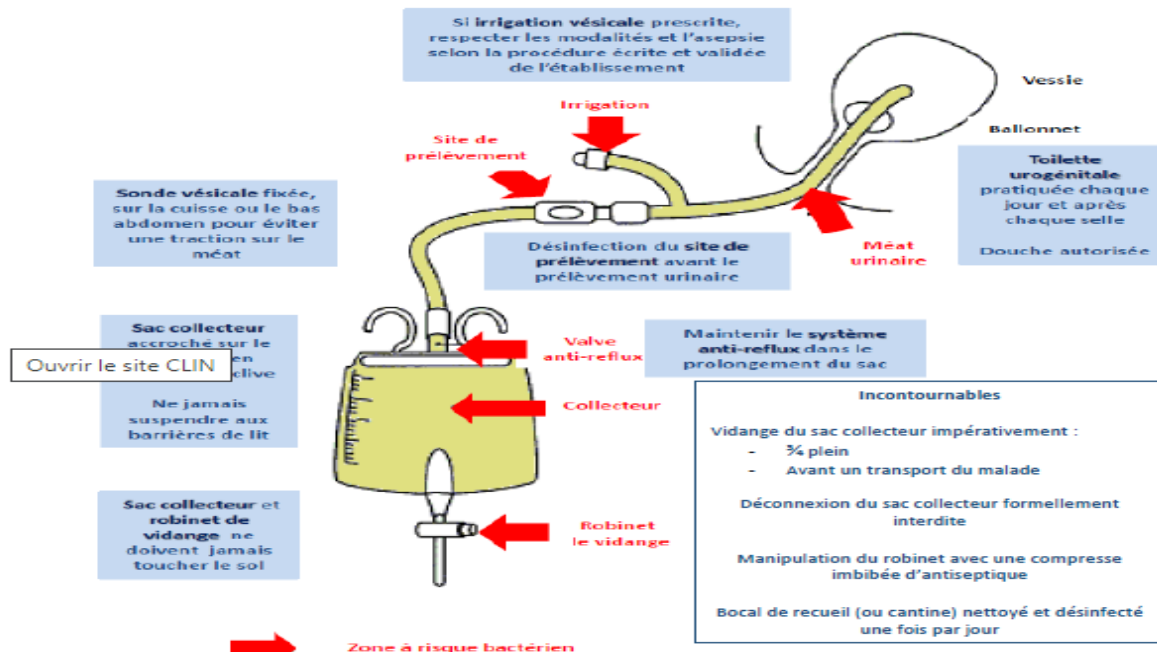 Si irrigation vésicale prescrite,
respecter les modalités et l'asepsie
selon la procédure écrite et validée
de l'établissement
Irrigation
Vessie
Ballonnet
Site de
prélèvement
Sonde vésicale fixée,
sur la cuisse ou le bas
abdomen pour éviter
une traction sur le
méat
Désinfection du site de
prélèvement avant le
prélèvement urinaire
Méat
urinaire
Toilette
urogénitale
pratiquée chaque
jour et après
chaque selle
Douche autorisée
Sac collecteur
accroché sur le
en
clive
Ouvrir le site CLIN
Ne jamais
suspendre aux
barrières de lit
Valve
anti-reflux
Maintenir le système
anti-reflux dans le
prolongement du sac
Collecteur
Sac collecteur et
robinet de
vidange ne
doivent jamais
toucher le sol
Robinet
le vidange
Incontournables
Vidange du sac collecteur impérativement :
- ¾ plein
- Avant un transport du malade
Déconnexion du sac collecteur formellement
interdite
Manipulation du robinet avec une compresse
imbibée d'antiseptique
Bocal de recueil (ou cantine) nettoyé et désinfecté
une fois par jour
Zone à risque bactérien